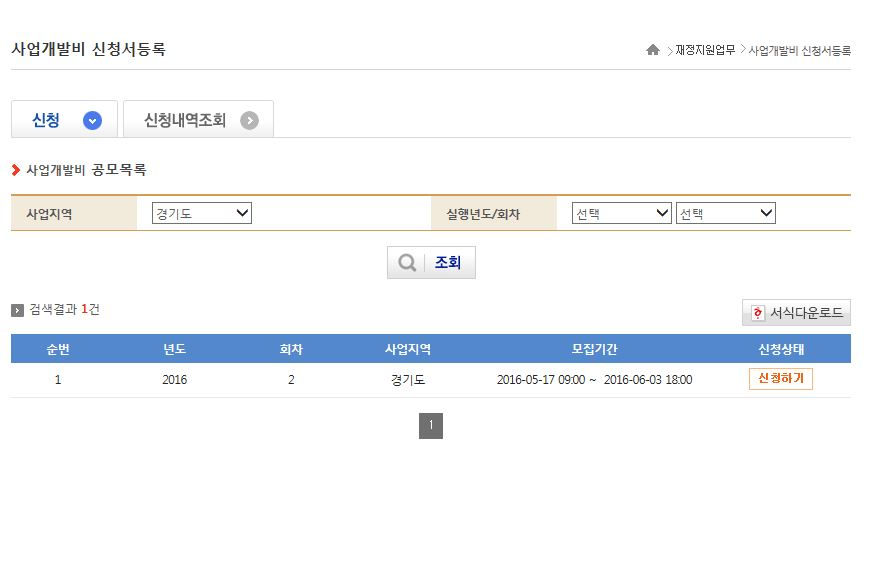 사업개발비 신청서등록
재정지원업무 > 사업개발비 신청서등록
신청 신청내역조회
사업개발비 공모목록
사업지역 경기도 실행년도/회차 선택 선택
조회
검색결과 1건 서식다운로드
순번 년도 회차 사업지역 모집기간 신청상태
1 2016 2 경기도 2016-05-17 09:00 ~ 2016-06-03 18:00 신청하기
1